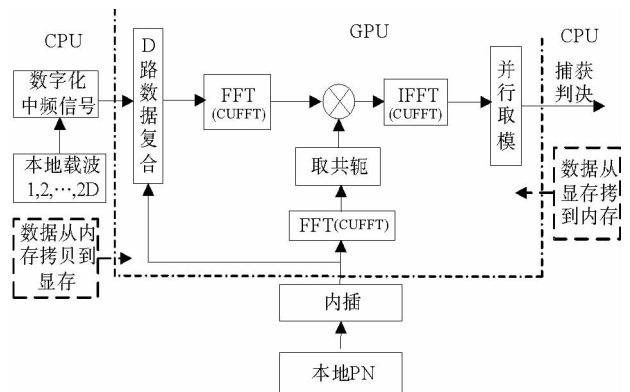 CPU
GPU
CPU
数字化
中频信号
D
路
数
据
复
合
FFT
(CUFFT)
IFFT
(CUFFT)
并
行
取
模
捕获
判决
本地载波
1,2,…,2D
取共轭
数据从
显存拷
到内存
数据从内
存拷贝到
显存
FFT(CUFFT)
内插
本地PN